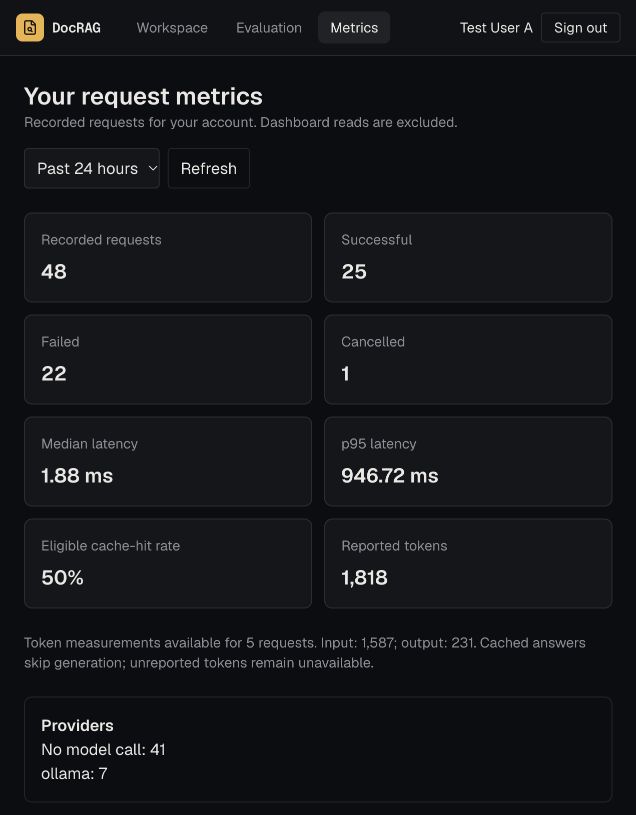 DocRAG Workspace Evaluation Metrics Test User A Sign out
Your request metrics
Recorded requests for your account. Dashboard reads are excluded.
Past 24 hours Refresh
Recorded requests
48
Successful
25
Failed
22
Cancelled
1
Median latency
1.88 ms
p95 latency
946.72 ms
Eligible cache-hit rate
50%
Reported tokens
1,818
Token measurements available for 5 requests. Input: 1,587; output: 231. Cached answers
skip generation; unreported tokens remain unavailable.
Providers
No model call: 41
ollama: 7